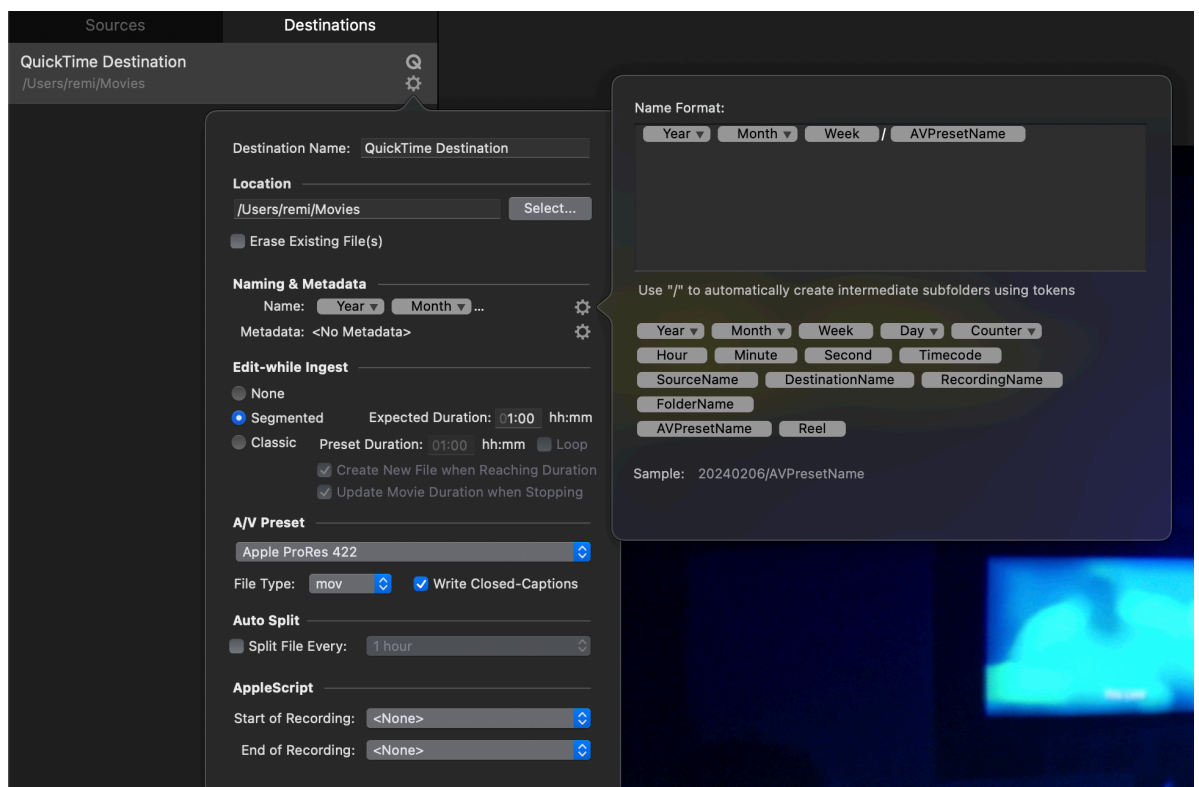 Sources Destinations
QuickTime Destination
/Users/remi/Movies
Destination Name: QuickTime Destination
Location
/Users/remi/Movies Select...
Erase Existing File(s)
Naming & Metadata
Name: Year Month ...
Metadata: <No Metadata>
Edit-while Ingest
None
Segmented Expected Duration: 01:00 hh:mm
Classic Preset Duration: 01:00 hh:mm Loop
Create New File when Reaching Duration
Update Movie Duration when Stopping
A/V Preset
Apple ProRes 422
File Type: mov Write Closed-Captions
Auto Split
Split File Every: 1 hour
AppleScript
Start of Recording: <None>
End of Recording: <None>
Name Format:
Year Month Week / AVPresetName
Use "/" to automatically create intermediate subfolders using tokens
Year Month Week Day Counter
Hour Minute Second Timecode
SourceName DestinationName RecordingName
FolderName
AVPresetName Reel
Sample: 20240206/AVPresetName